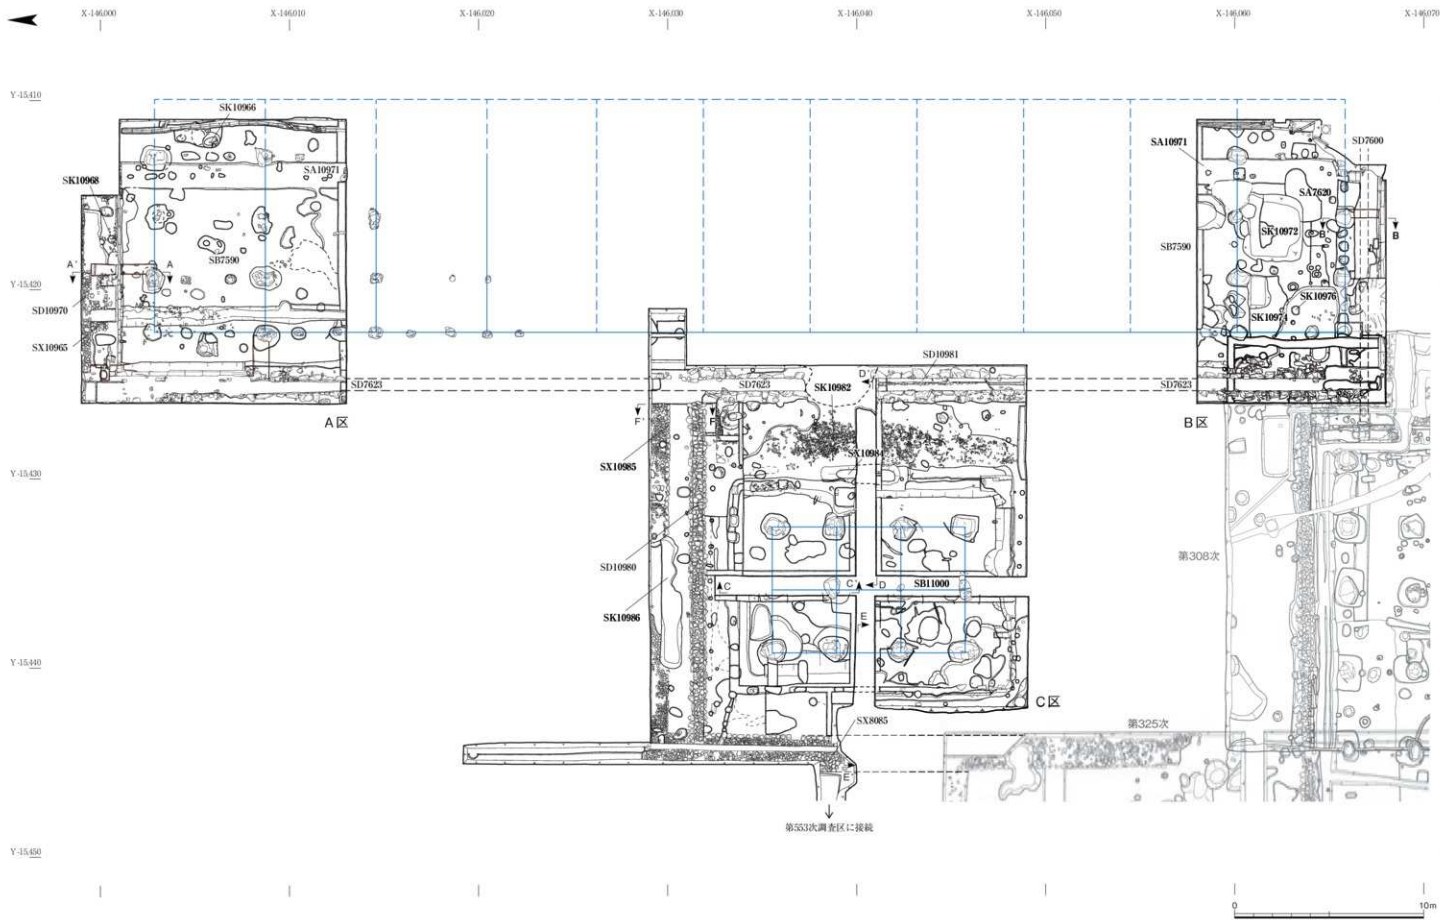 X-146,000
X-146,010
X-146,020
X-146,030
X-146,040
X-146,050
X-146,060
X-146,070
Y-15,410
SK10966
SA10971
SK10968
A'
A
SB7590
Y-15,420
SD10970
SX10965
SD7623
A区
SD7600
SA10971
SA7620
SK10972
B'
B
SB7590
SK10976
SK10974
SD7623
B区
SD10981
SD7623
SK10982
D'
F'
F
SX10985
SX10984
Y-15,430
SD10980
第308次
C
C'
D
SB11000
SK10986
E
Y-15,440
C区
SX8085
第325次
E'
第553次調査区に接続
Y-15,450
0
10m